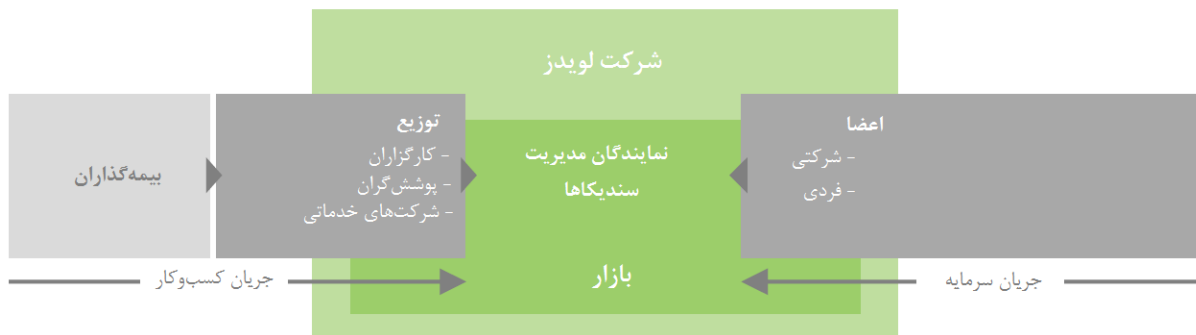 شرکت لویدز
اعضا
- شرکتی
- فردی
نمایندگان مدیریت
سندیکاها
بازار
توزیع
- کارگزاران
- پوشش‌گران
- شرکت‌های خدماتی
بیمه‌گذاران
جریان سرمایه
جریان کسب‌وکار